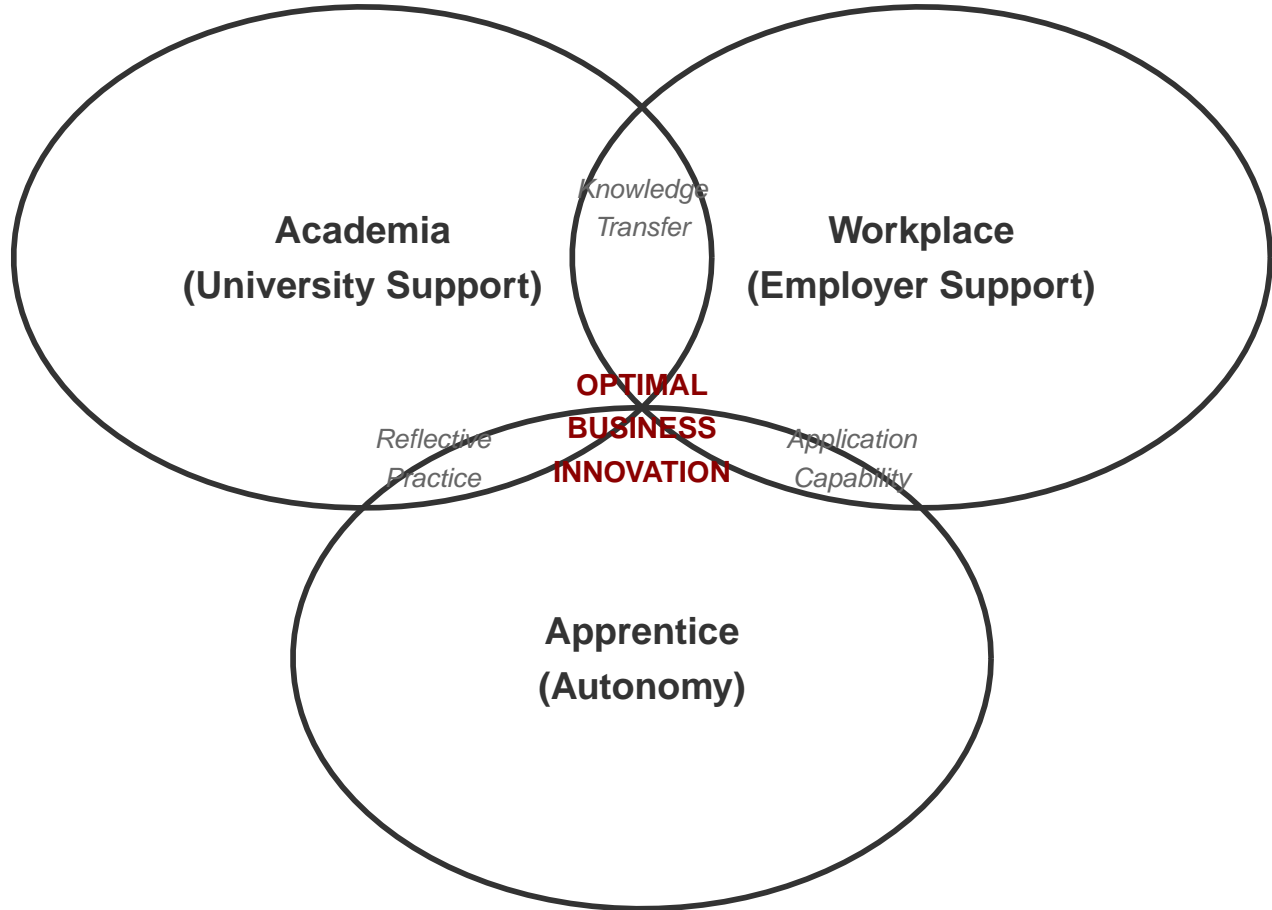 Knowledge
Transfer
Academia
(University Support)
Workplace
(Employer Support)
OPTIMAL
BUSINESS
INNOVATION
Reflective
Practice
Application
Capability
Apprentice
(Autonomy)